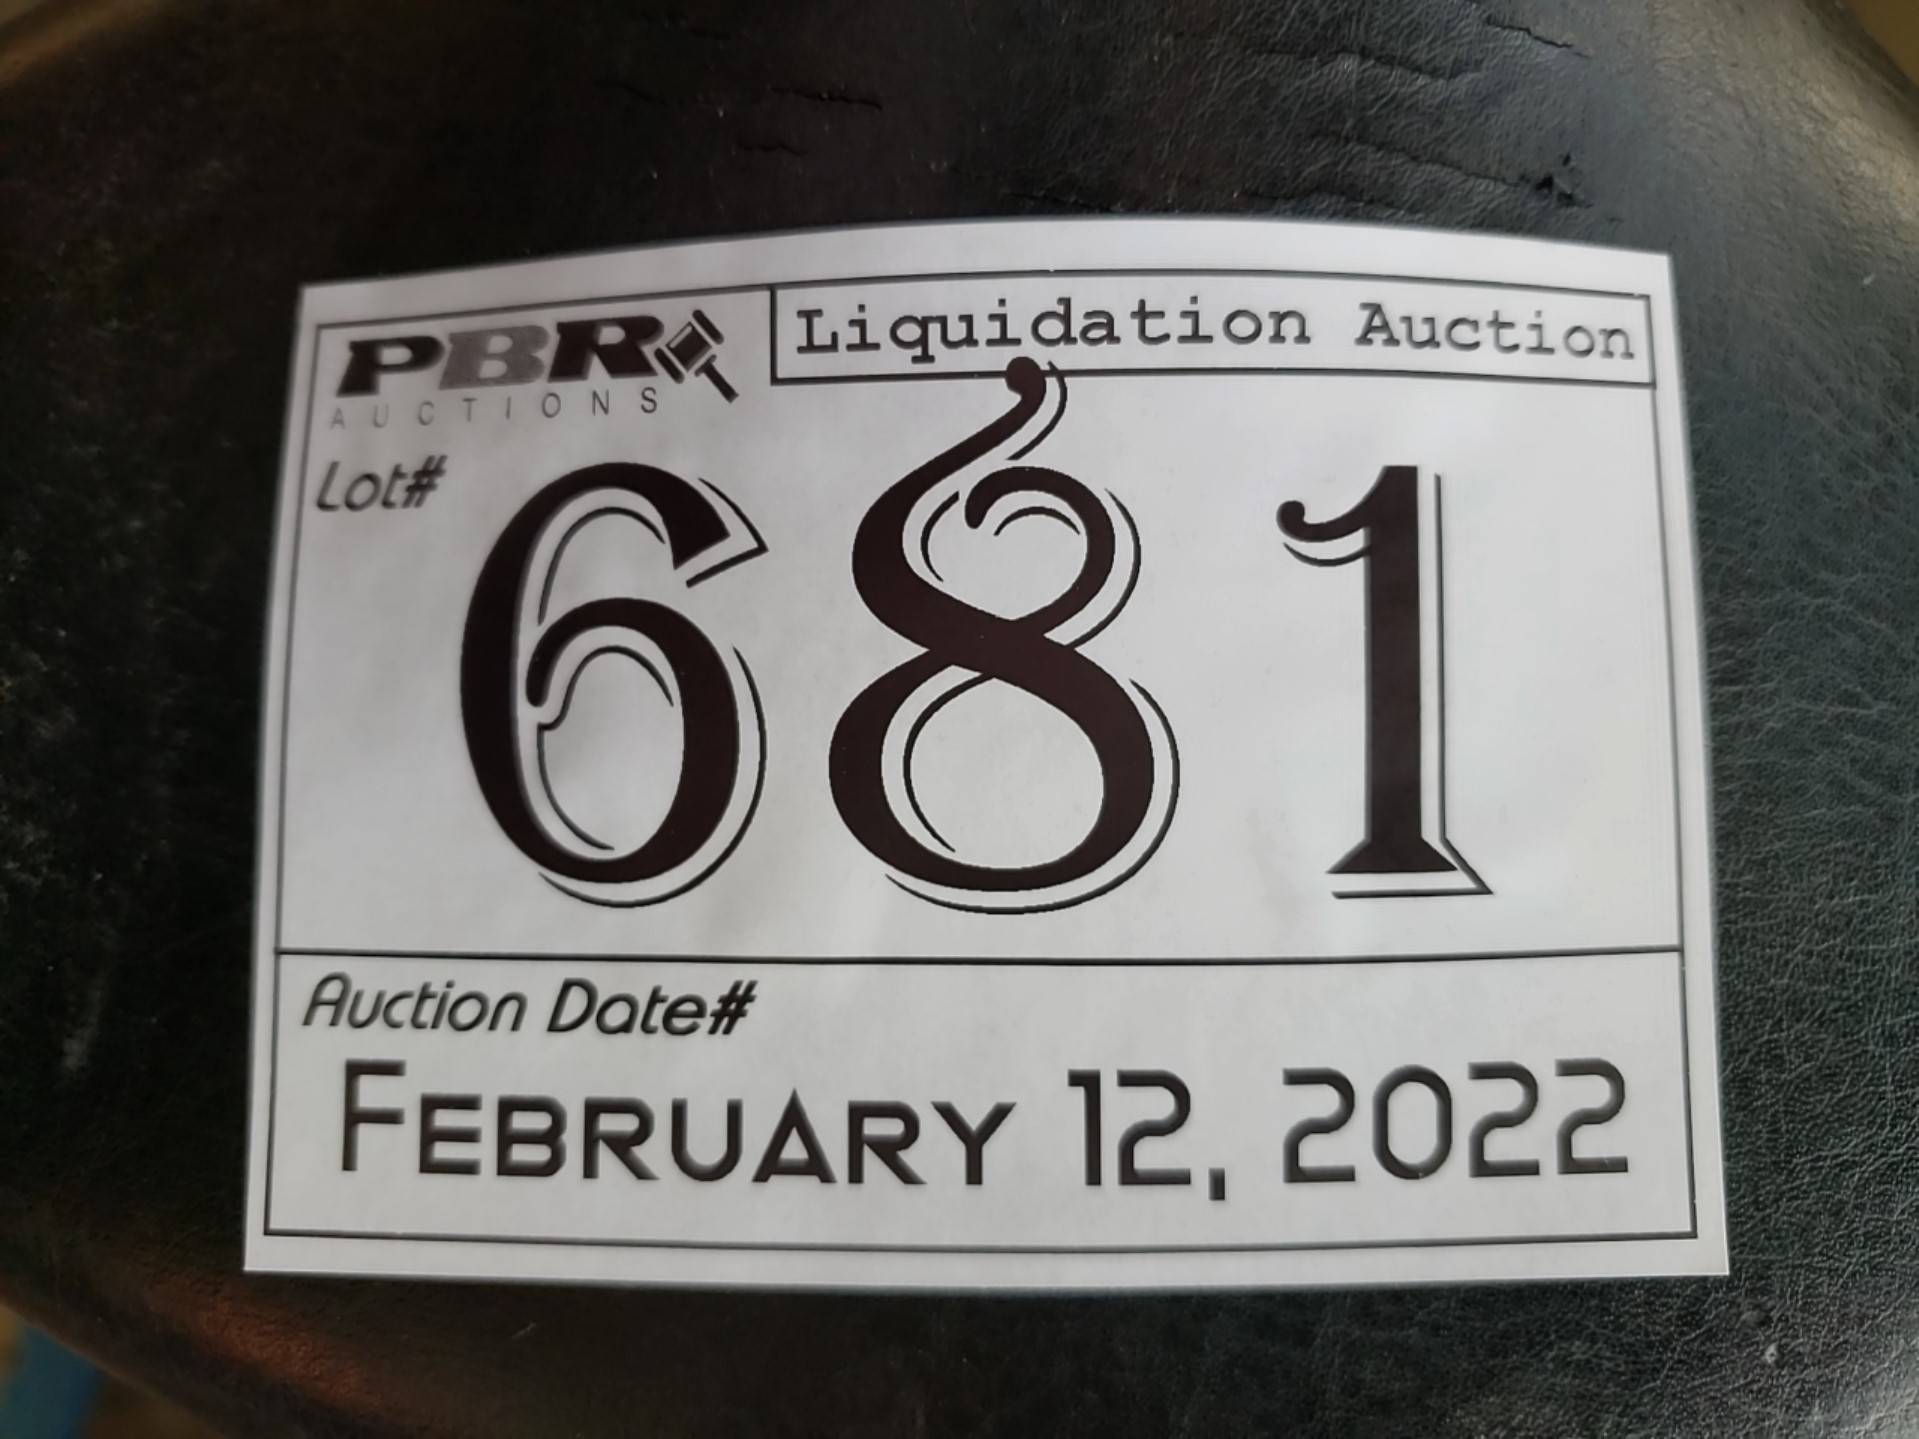 PBR
AUCTIONS
Liquidation Auction
Lot#
681
Auction Date#
FEBRUARY 12, 2022